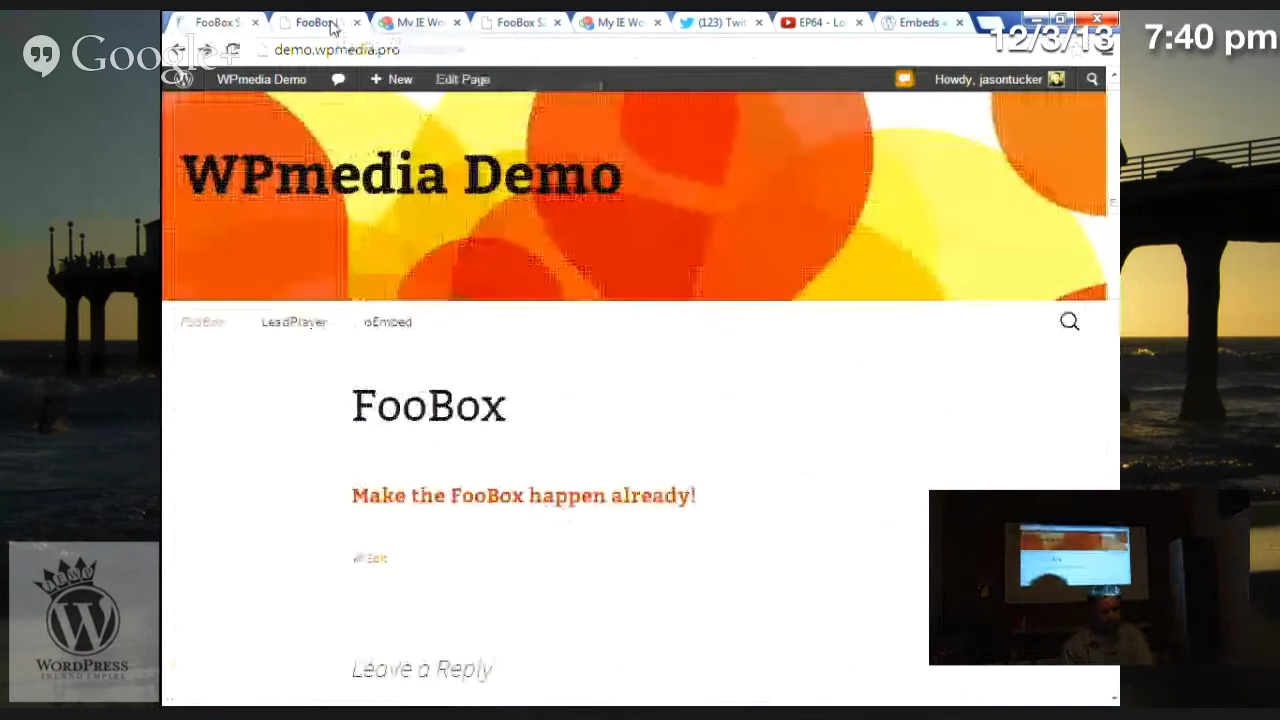 FooBox S
FooBox
My IE Wo
FooBox S
My IE Wo
(123) Twit
EP64 - Lo
Embeds «
Google+
demo.wpmedia.pro
12/3/13
7:40 pm
WPmedia Demo
New
Edit Page
Howdy, jasontucker
WPmedia Demo
FooBox
LeadPlayer
oEmbed
FooBox
Make the FooBox happen already!
Edit
Leave a Reply
IEWP
WORDPRESS
INLAND EMPIRE